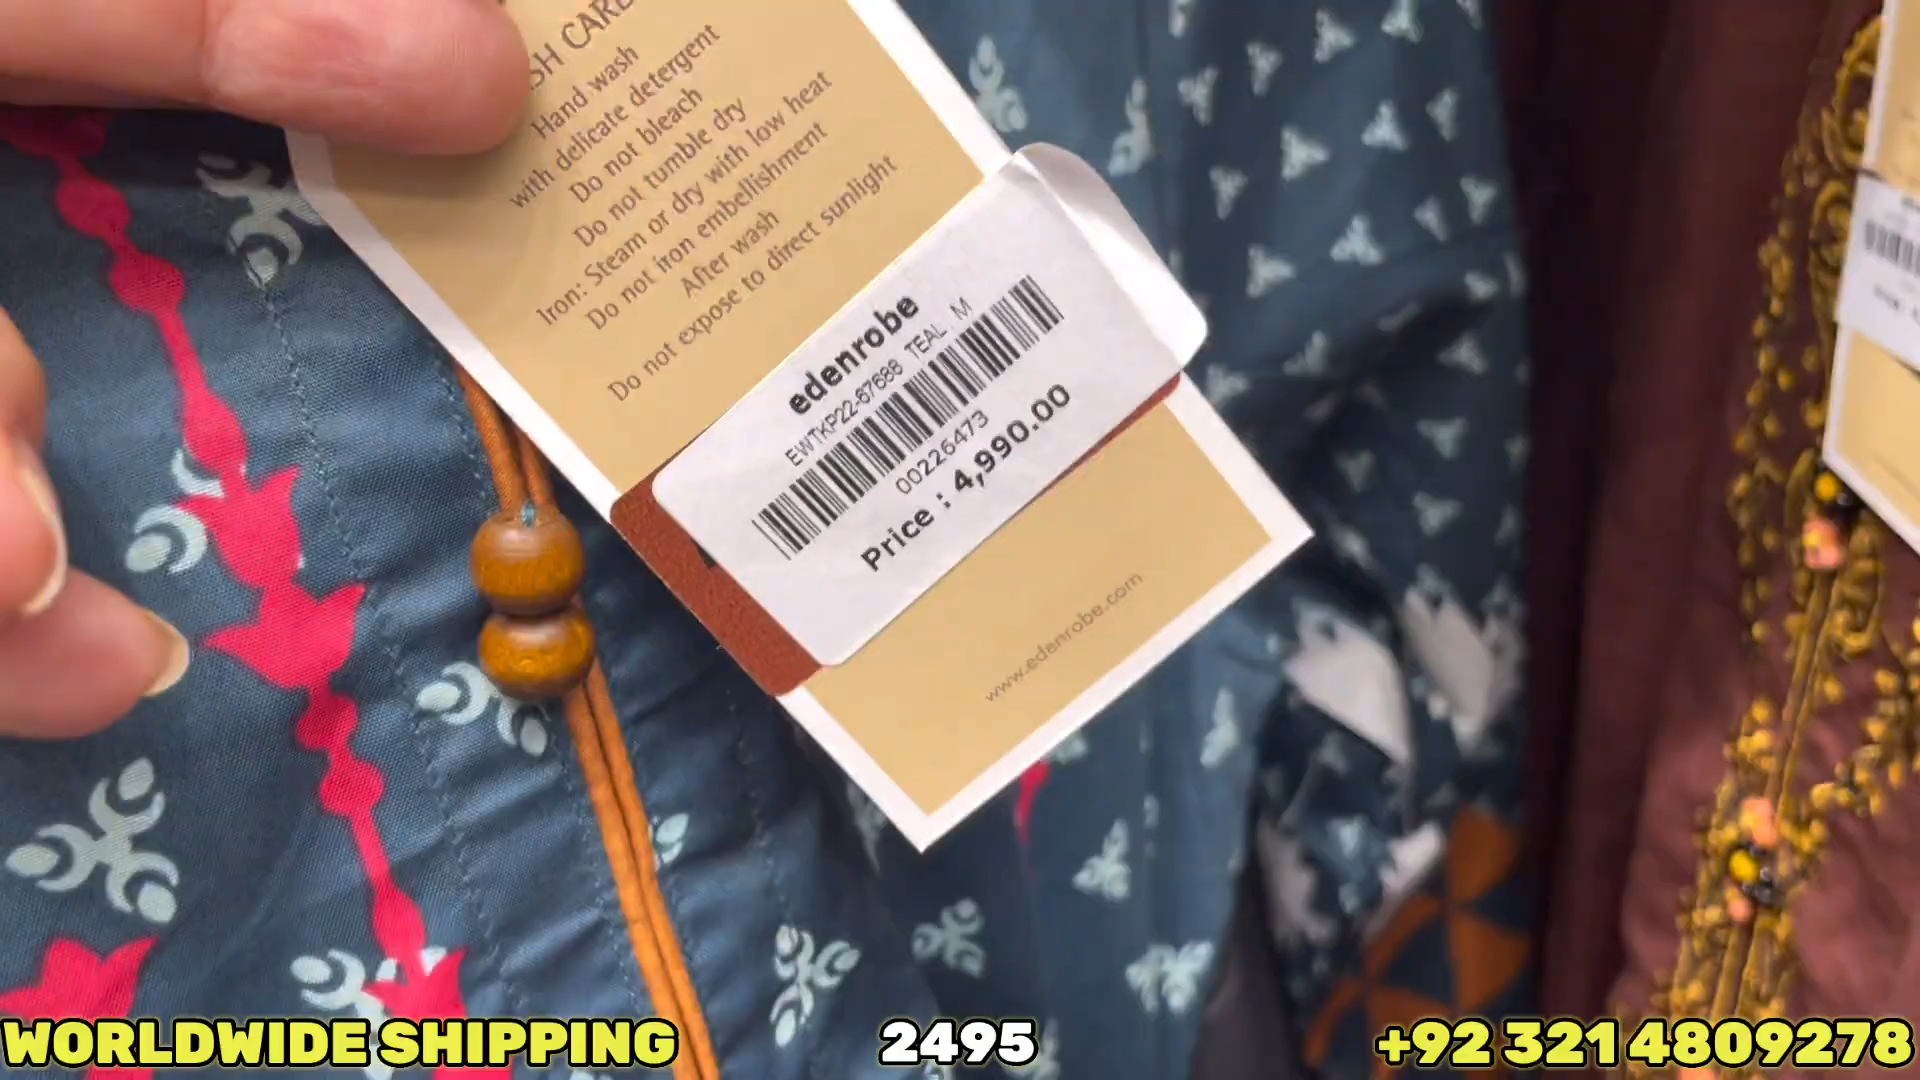 SH CARE
Hand wash
with delicate detergent
Do not bleach
Do not tumble dry
Iron: Steam or dry with low heat
Do not iron embellishment
After wash
Do not expose to direct sunlight
edenrobe
EWTKP22-67688 TEAL M
00226473
Price : 4,990.00
www.edenrobe.com
WORLDWIDE SHIPPING
2495
+92 321 4809278